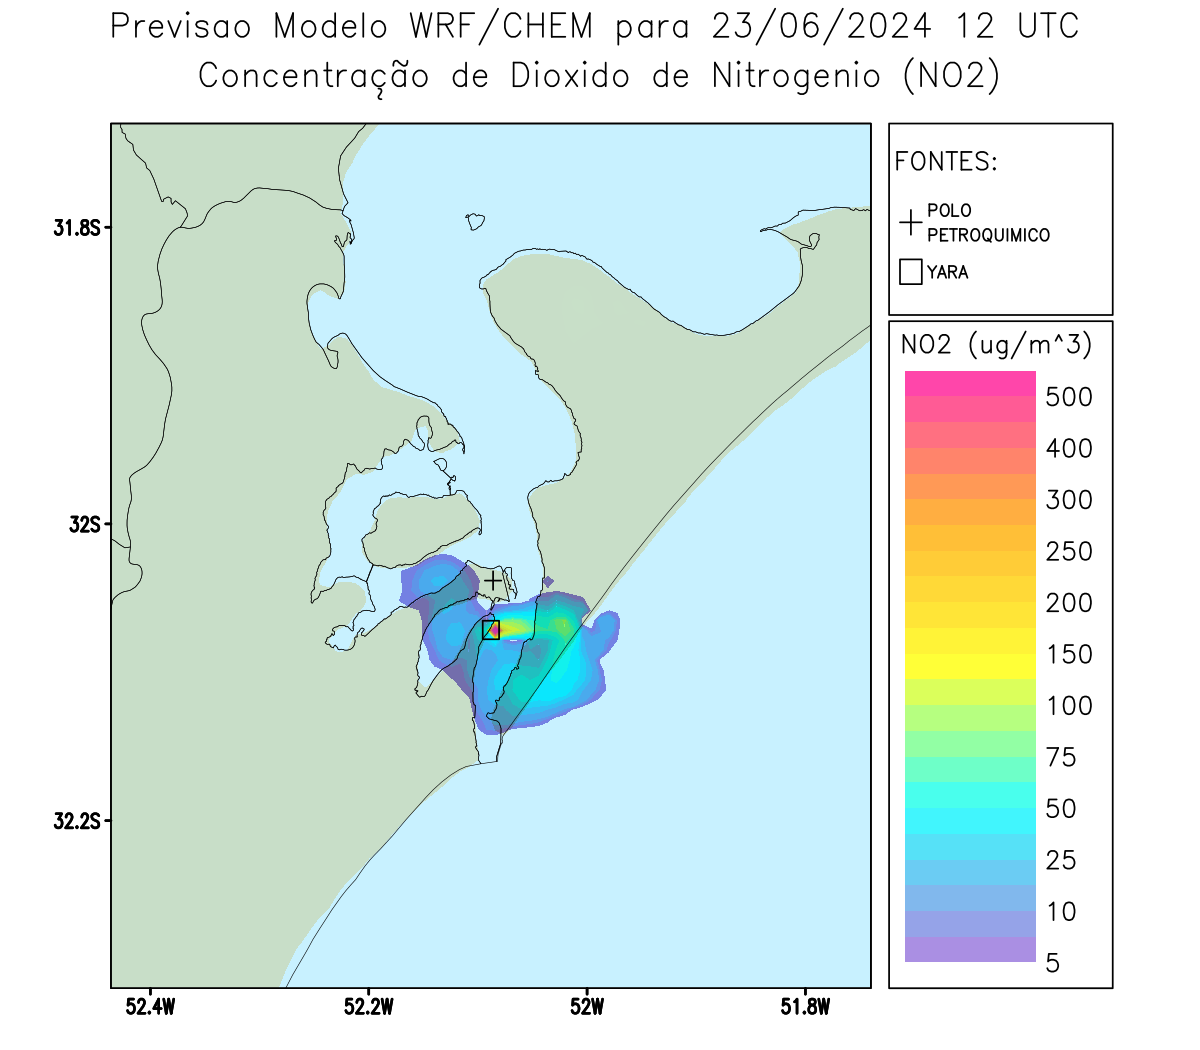 Previsao Modelo WRF/CHEM para 23/06/2024 12 UTC
Concentração de Dioxido de Nitrogenio (NO2)
FONTES:
POLO
PETROQUIMICO
YARA
NO2 (ug/m^3)
500
400
300
250
200
150
100
75
50
25
10
5
31.8S
32S
32.2S
52.4W
52.2W
52W
51.8W